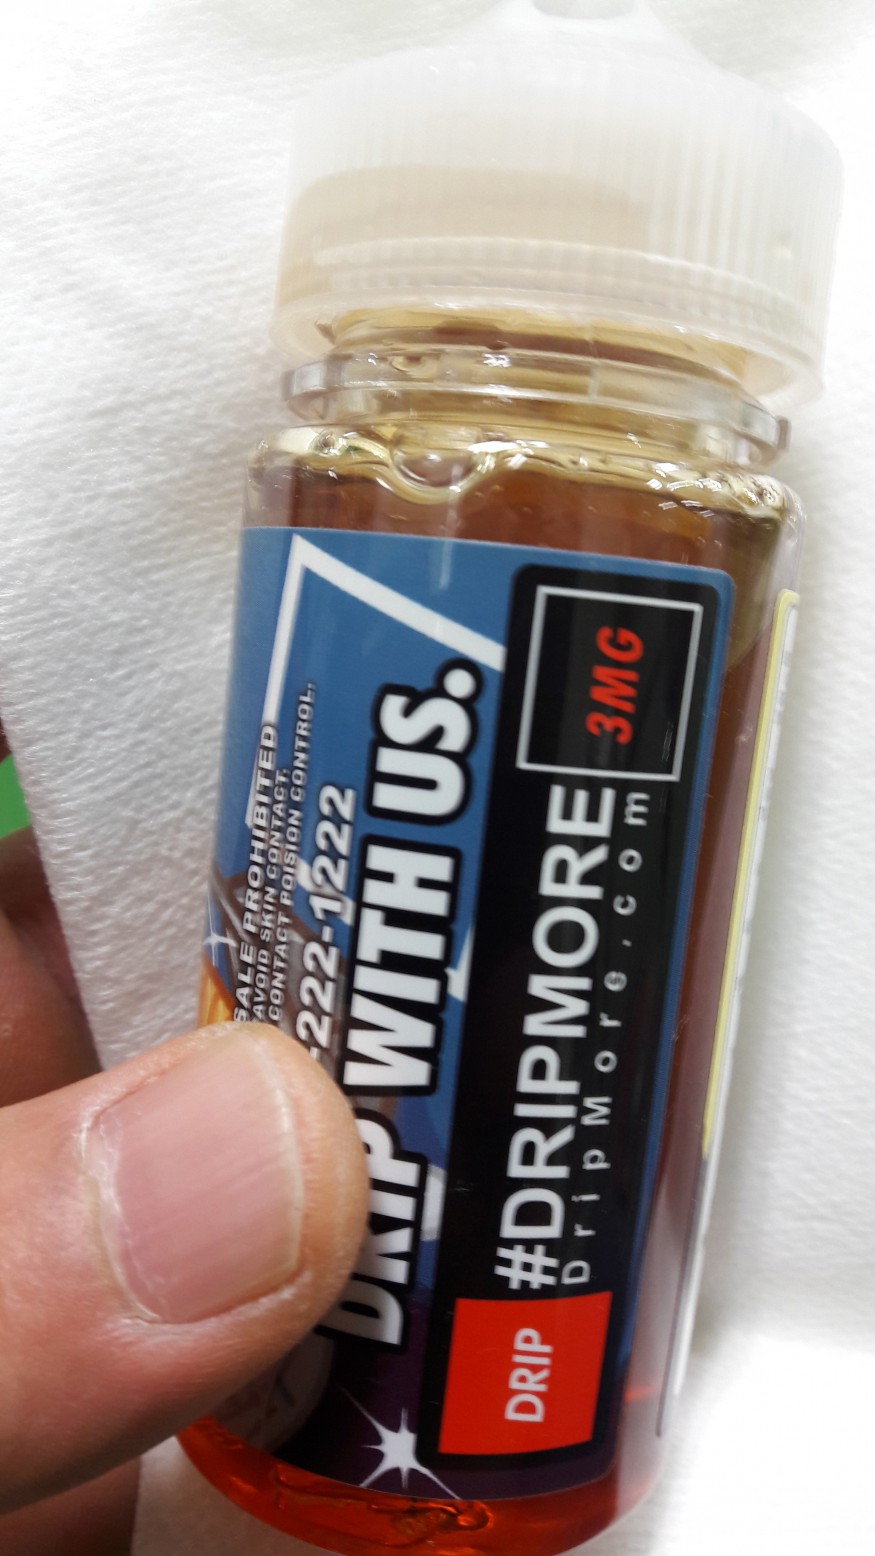 SALE PROHIBITED
AVOID SKIN CONTACT.
CONTACT POISION CONTROL.
-222-1222
DRIP WITH US.
#DRIPMORE
DripMore.com
3MG
DRIP